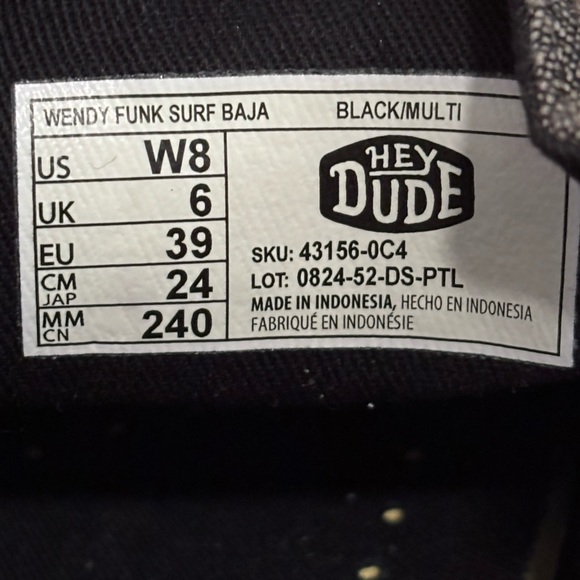 WENDY FUNK SURF BAJA BLACK/MULTI
US W8
UK 6
EU 39
CM JAP 24
MM CN 240
HEY DUDE
SKU: 43156-0C4
LOT: 0824-52-DS-PTL
MADE IN INDONESIA, HECHO EN INDONESIA
FABRIQUÉ EN INDONÉSIE